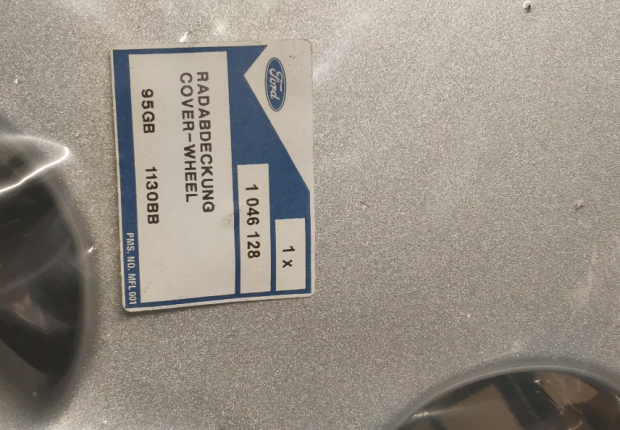 Ford
1 x
1 046 128
RADABDECKUNG
COVER-WHEEL
95GB 1130BB
PMS. NO. MFL 001